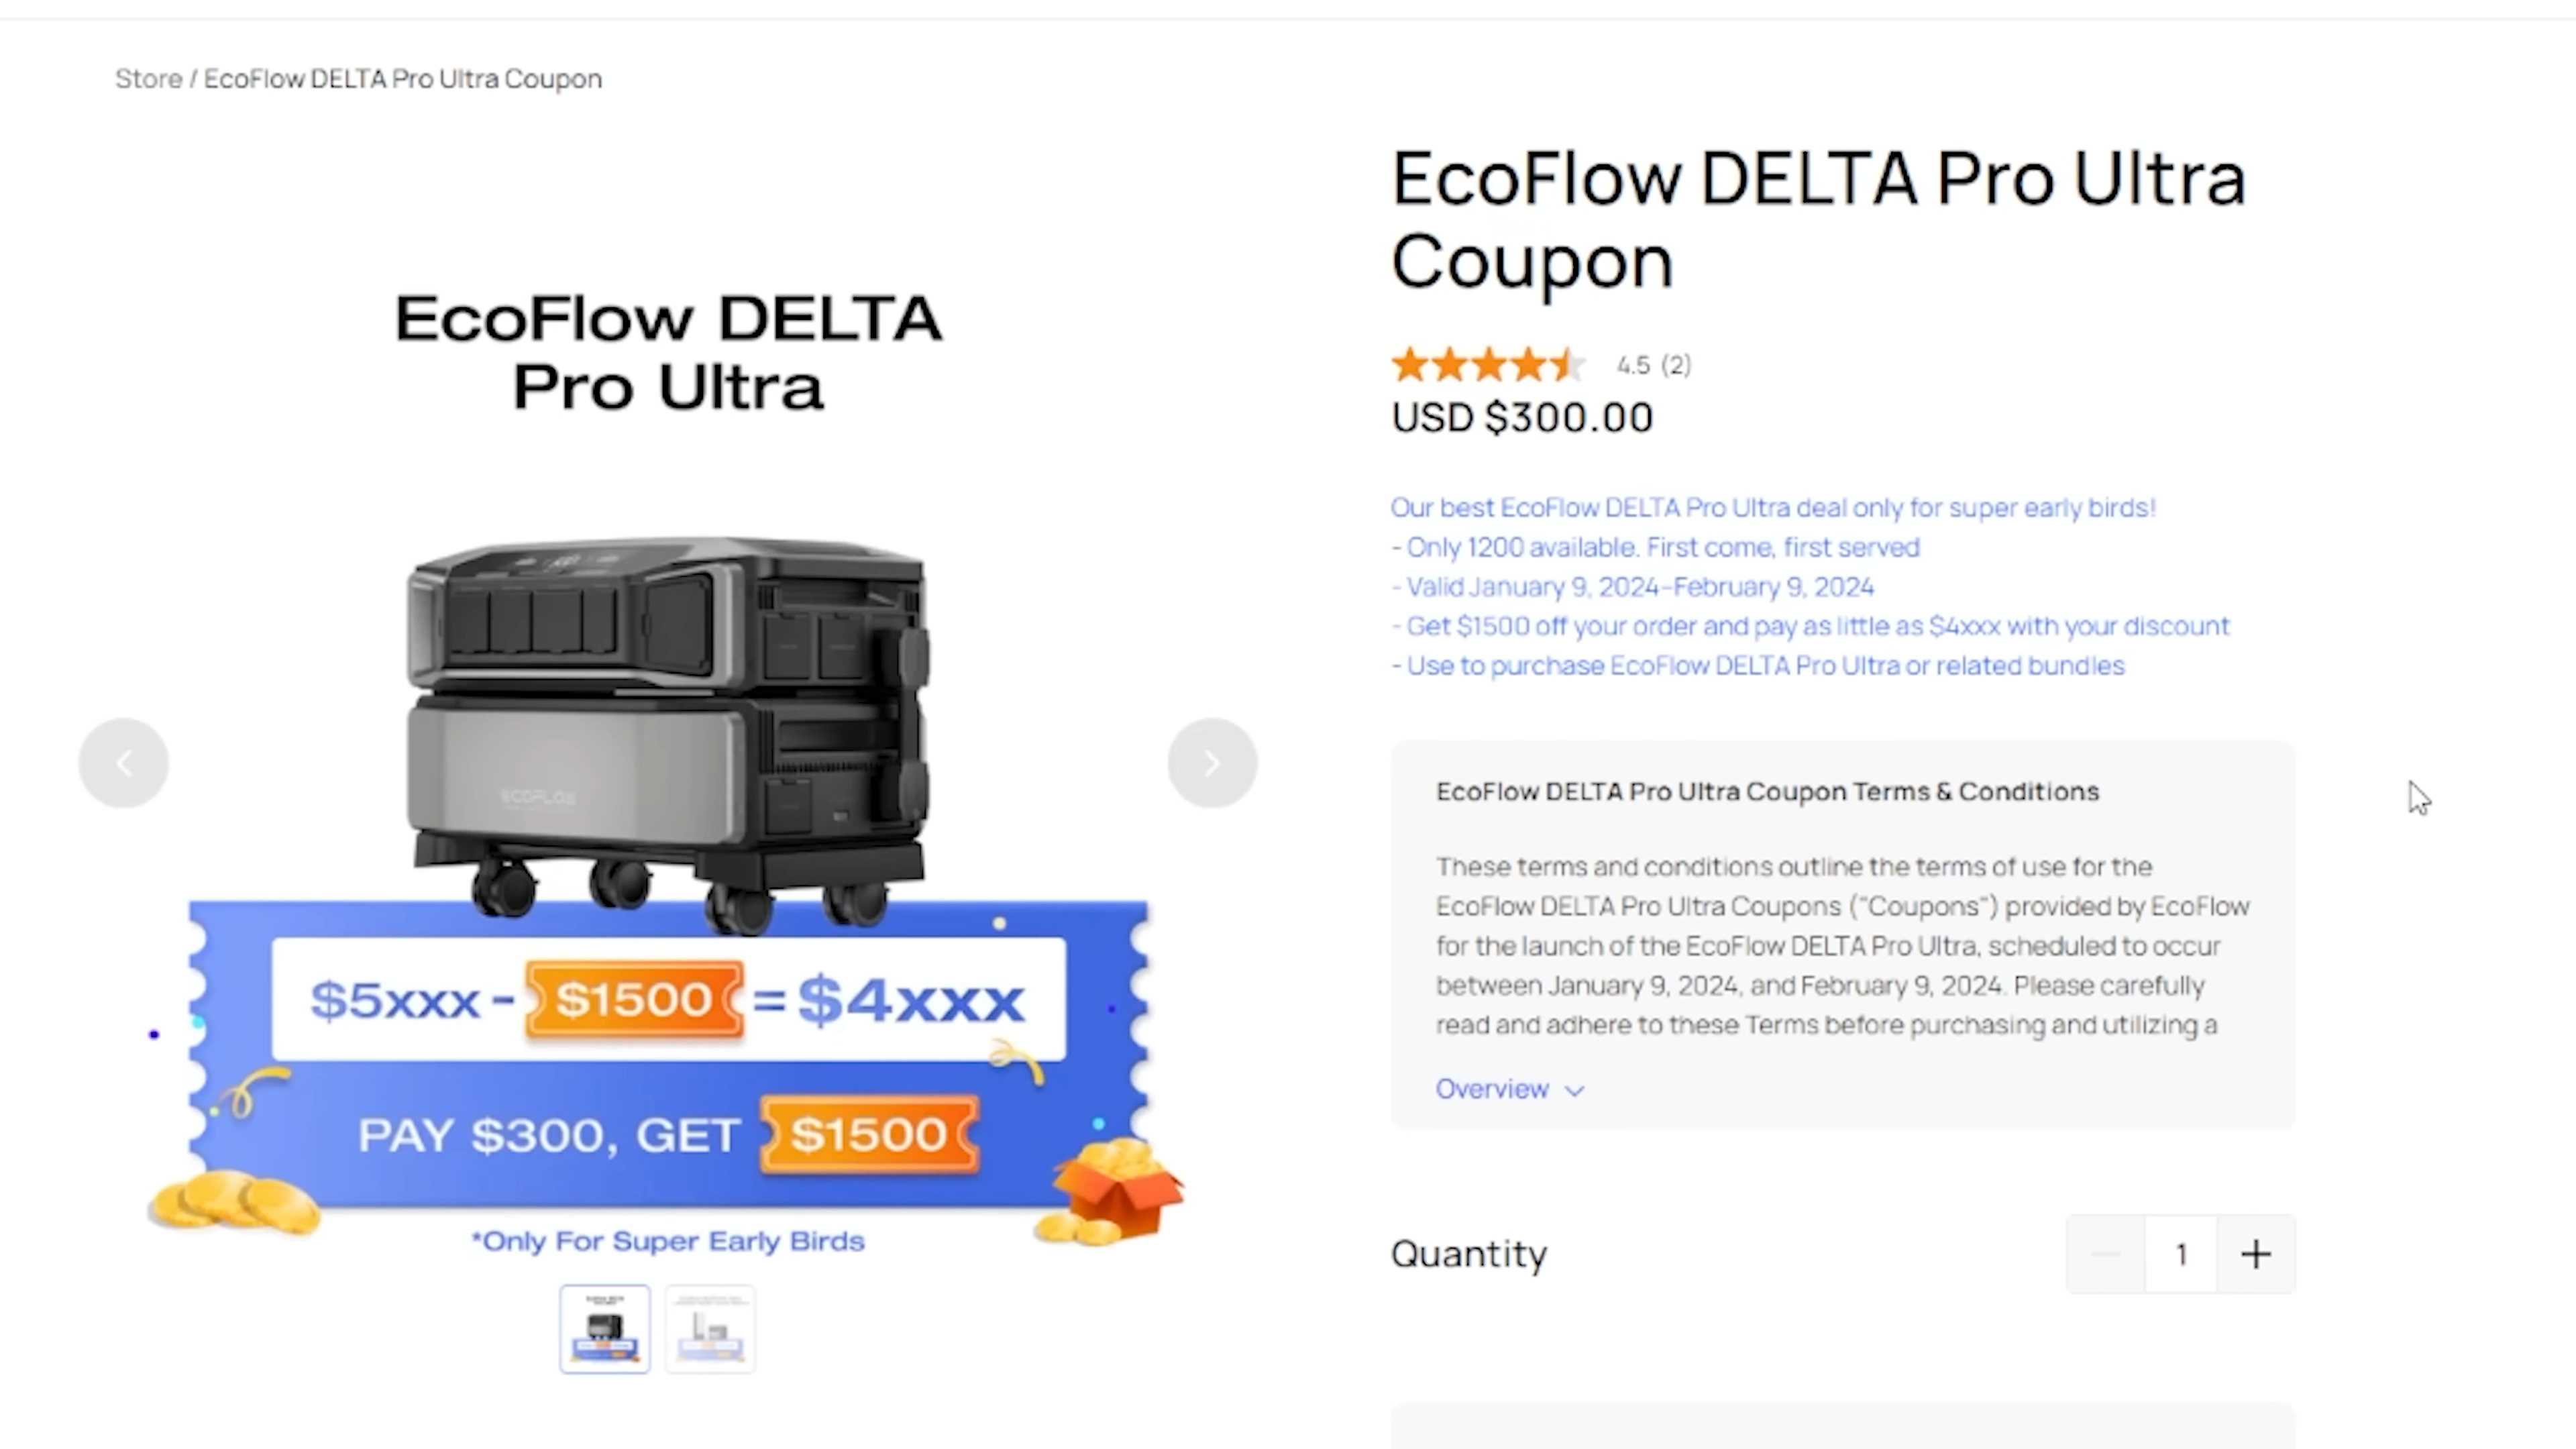 Store / EcoFlow DELTA Pro Ultra Coupon
EcoFlow DELTA
Pro Ultra
ECOFLOW
$5xxx - $1500 = $4xxx
PAY $300, GET $1500
*Only For Super Early Birds
EcoFlow DELTA Pro Ultra
Coupon
4.5 (2)
USD $300.00
Our best EcoFlow DELTA Pro Ultra deal only for super early birds!
- Only 1200 available. First come, first served
- Valid January 9, 2024-February 9, 2024
- Get $1500 off your order and pay as little as $4xxx with your discount
- Use to purchase EcoFlow DELTA Pro Ultra or related bundles
EcoFlow DELTA Pro Ultra Coupon Terms & Conditions
These terms and conditions outline the terms of use for the
EcoFlow DELTA Pro Ultra Coupons ("Coupons") provided by EcoFlow
for the launch of the EcoFlow DELTA Pro Ultra, scheduled to occur
between January 9, 2024, and February 9, 2024. Please carefully
read and adhere to these Terms before purchasing and utilizing a
Overview
Quantity
1